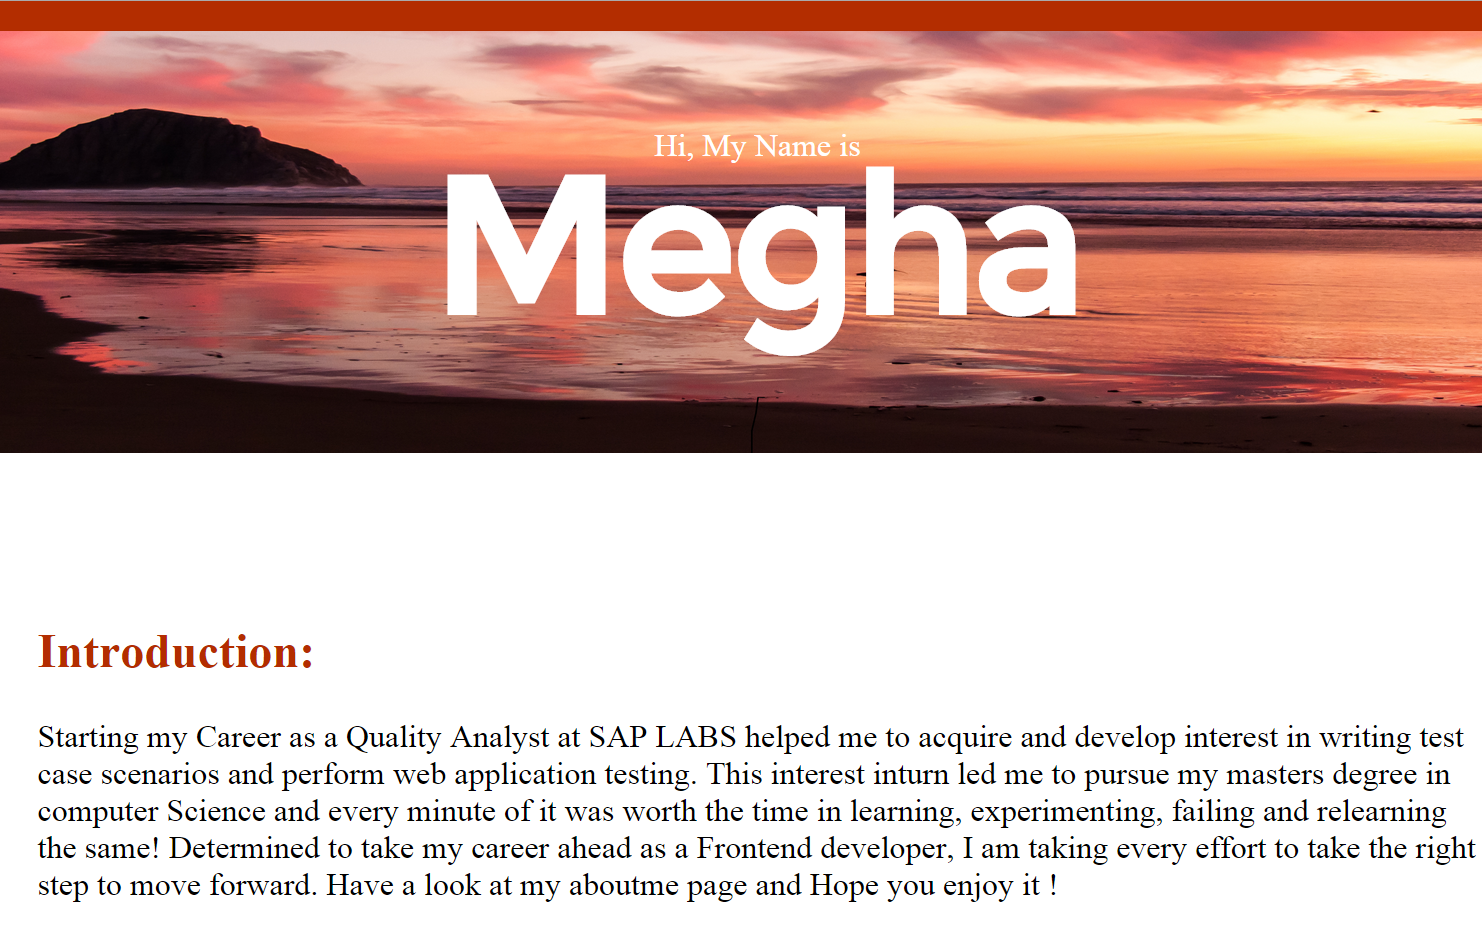 Hi, My Name is
Megha
Introduction:
Starting my Career as a Quality Analyst at SAP LABS helped me to acquire and develop interest in writing test
case scenarios and perform web application testing. This interest inturn led me to pursue my masters degree in
computer Science and every minute of it was worth the time in learning, experimenting, failing and relearning
the same! Determined to take my career ahead as a Frontend developer, I am taking every effort to take the right
step to move forward. Have a look at my aboutme page and Hope you enjoy it !